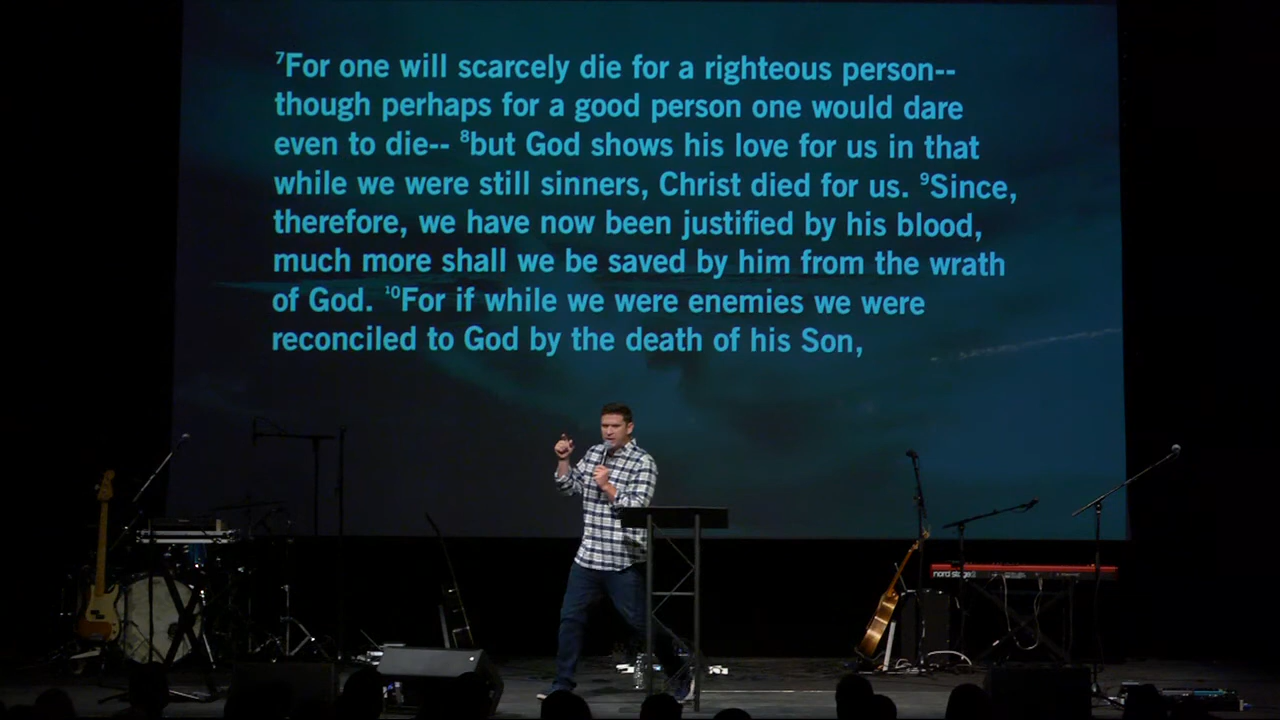 ⁷For one will scarcely die for a righteous person--
though perhaps for a good person one would dare
even to die-- ⁸but God shows his love for us in that
while we were still sinners, Christ died for us. ⁹Since,
therefore, we have now been justified by his blood,
much more shall we be saved by him from the wrath
of God. ¹⁰For if while we were enemies we were
reconciled to God by the death of his Son,
nord stage